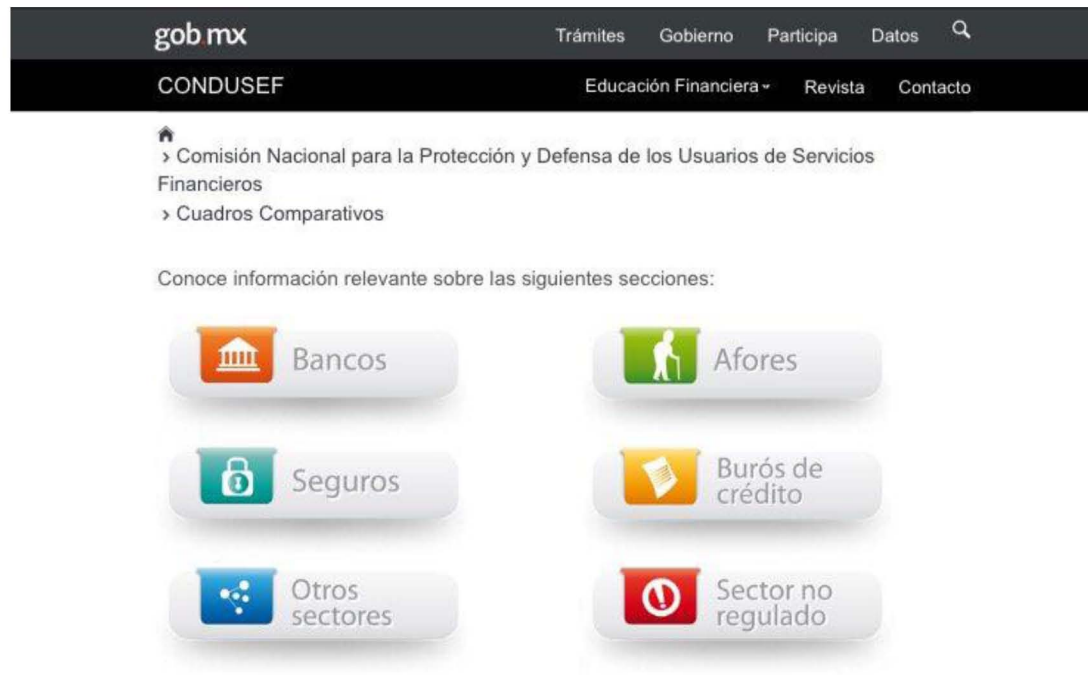 gob.mx
Trámites Gobierno Participa Datos
CONDUSEF
Educación Financiera Revista Contacto
› Comisión Nacional para la Protección y Defensa de los Usuarios de Servicios
Financieros
› Cuadros Comparativos
Conoce información relevante sobre las siguientes secciones:
Bancos
Afores
Seguros
Burós de
crédito
Otros
sectores
Sector no
regulado